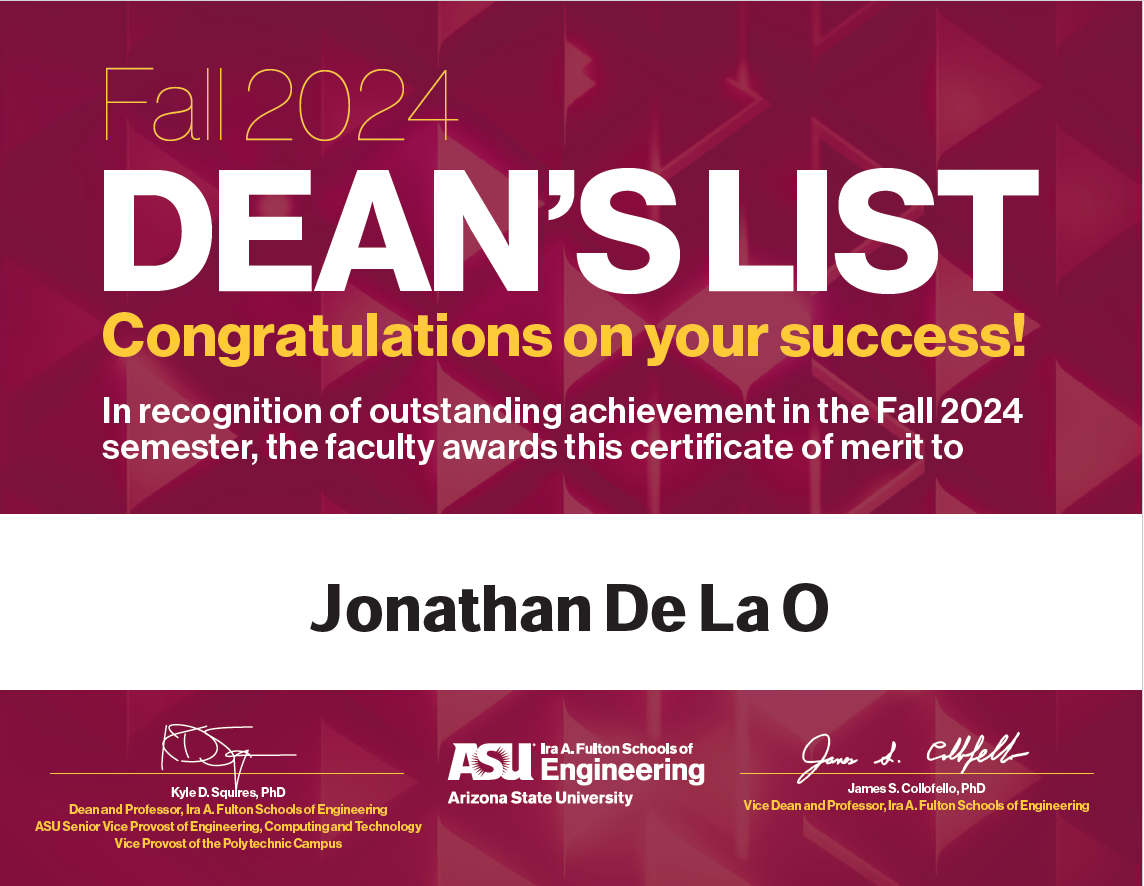 Fall 2024
DEAN'S LIST
Congratulations on your success!
In recognition of outstanding achievement in the Fall 2024
semester, the faculty awards this certificate of merit to
Jonathan De La O
Kyle D. Squires, PhD
Dean and Professor, Ira A. Fulton Schools of Engineering
ASU Senior Vice Provost of Engineering, Computing and Technology
Vice Provost of the Polytechnic Campus
ASU Ira A. Fulton Schools of
Engineering
Arizona State University
James S. Collofello
James S. Collofello, PhD
Vice Dean and Professor, Ira A. Fulton Schools of Engineering